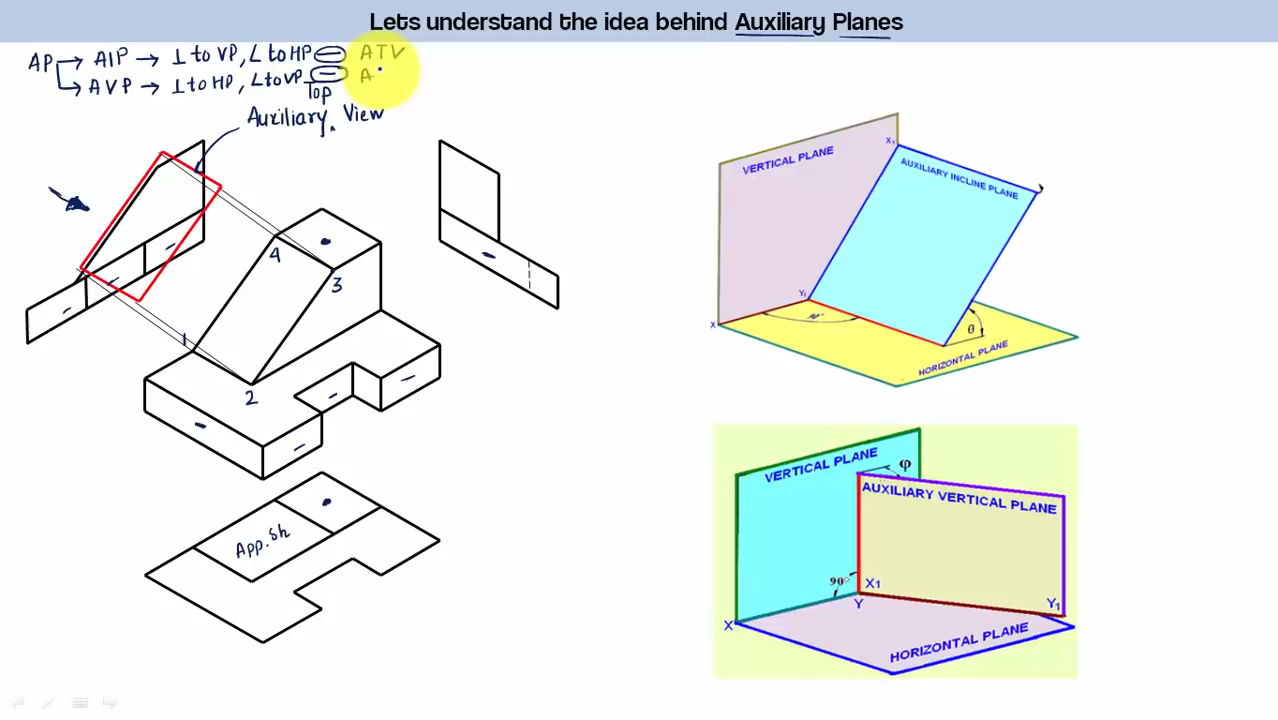 Lets understand the idea behind Auxiliary Planes
AP → AIP → ⊥ to VP, ∠ to HP — ATV
↳ AVP → ⊥ to HP, ∠ to VP — A
Top
Auxiliary View
4
3
1
2
App. Sh
VERTICAL PLANE
X1
AUXILIARY INCLINE PLANE
Y1
X
θ
HORIZONTAL PLANE
VERTICAL PLANE
φ
AUXILIARY VERTICAL PLANE
90°
X1
Y
Y1
X
HORIZONTAL PLANE